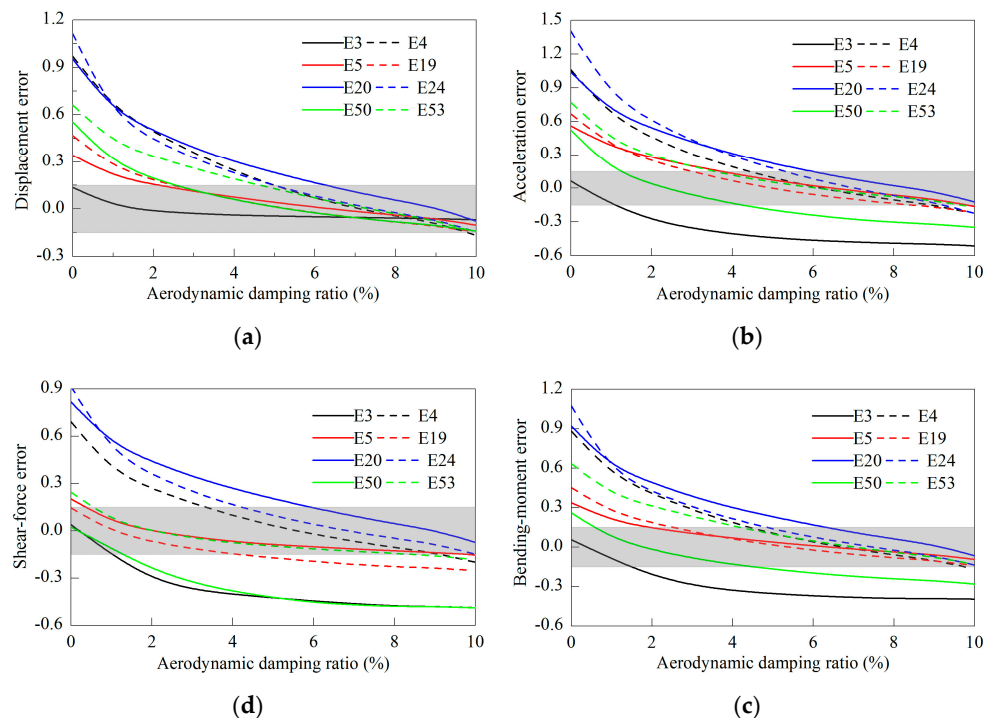 1.2
0.9
0.6
0.3
0.0
-0.3
Displacement error
E3 E4
E5 E19
E20 E24
E50 E53
0 2 4 6 8 10
Aerodynamic damping ratio (%)
(a)
1.5
1.2
0.9
0.6
0.3
0.0
-0.3
-0.6
Acceleration error
E3 E4
E5 E19
E20 E24
E50 E53
0 2 4 6 8 10
Aerodynamic damping ratio (%)
(b)
0.9
0.6
0.3
0.0
-0.3
-0.6
Shear-force error
E3 E4
E5 E19
E20 E24
E50 E53
0 2 4 6 8 10
Aerodynamic damping ratio (%)
(d)
1.2
0.9
0.6
0.3
0.0
-0.3
-0.6
Bending-moment error
E3 E4
E5 E19
E20 E24
E50 E53
0 2 4 6 8 10
Aerodynamic damping ratio (%)
(c)